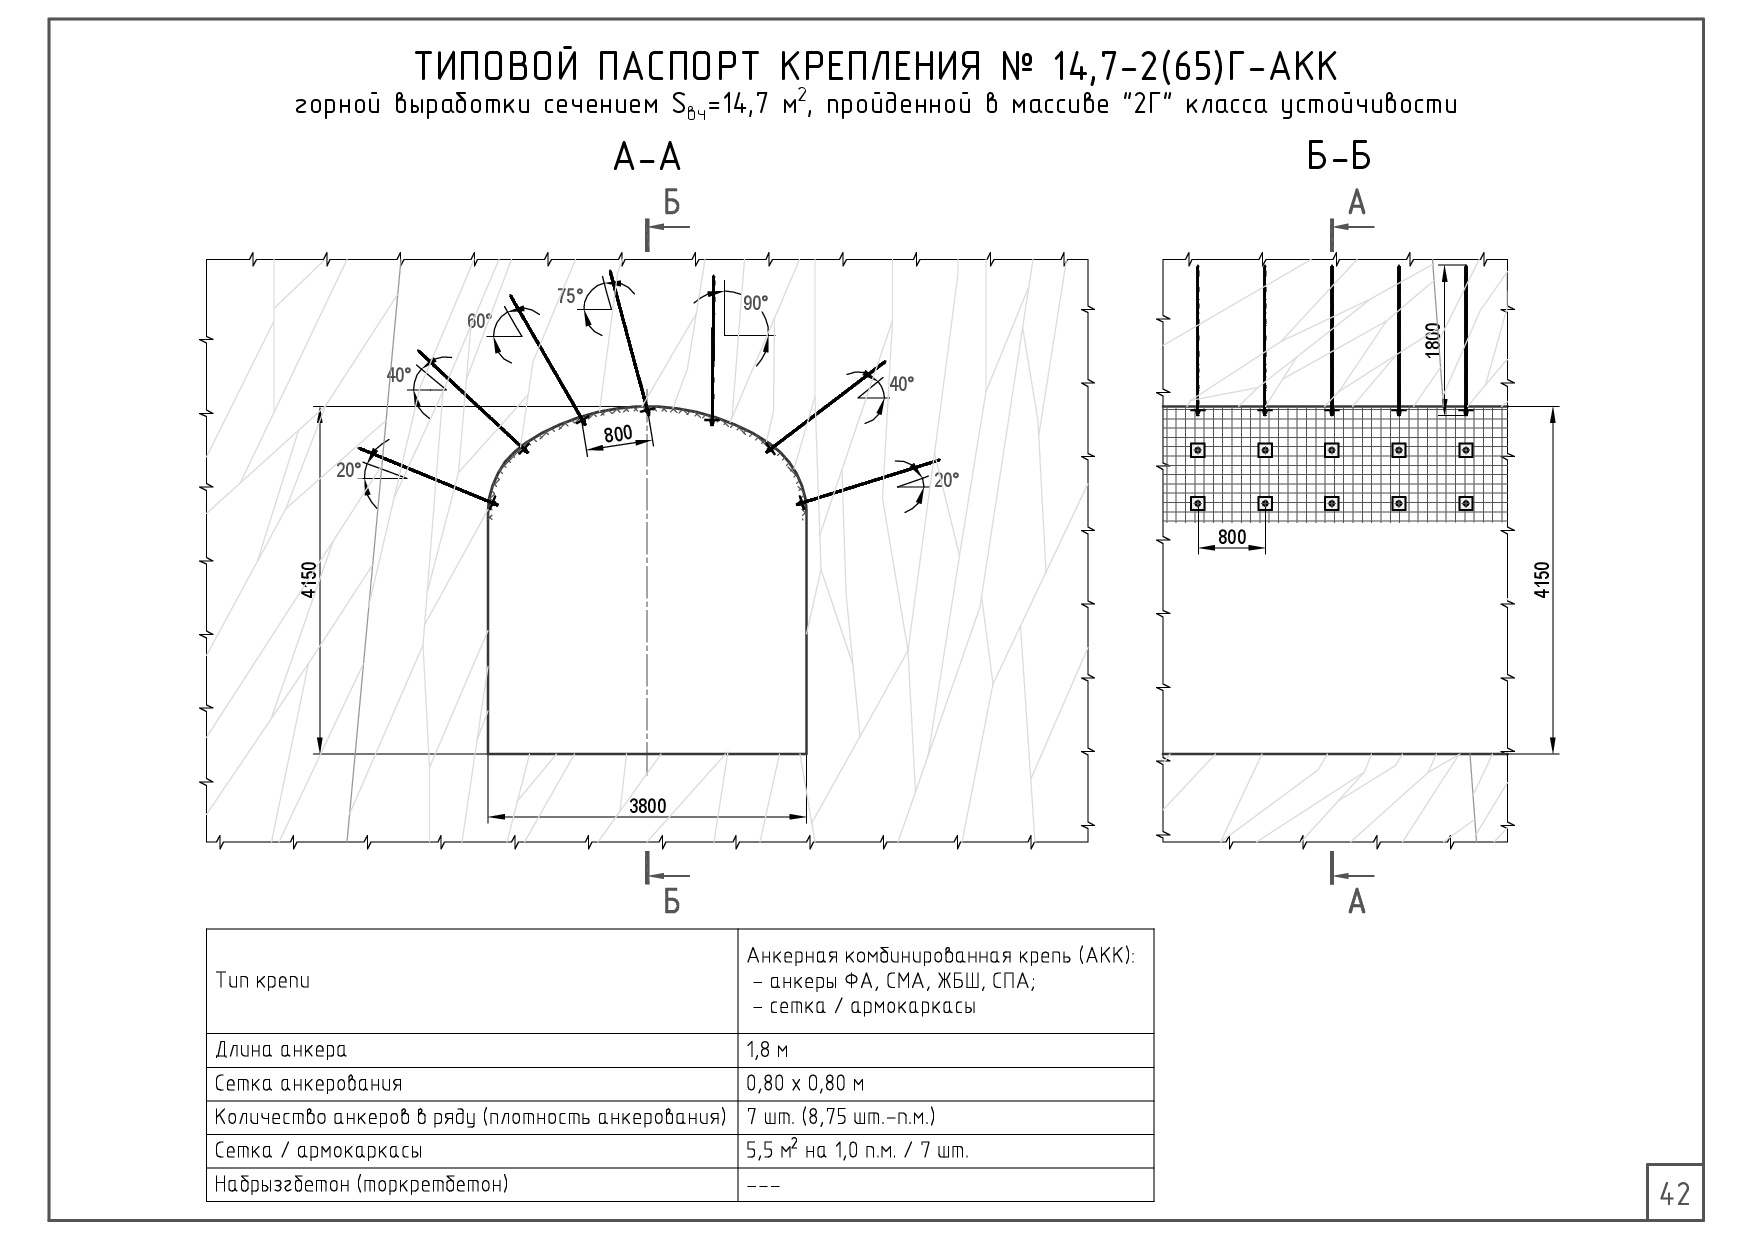 ТИПОВОЙ ПАСПОРТ КРЕПЛЕНИЯ № 14,7-2(65)Г-АКК
горной выработки сечением Sвч=14,7 м², пройденной в массиве "2Г" класса устойчивости
А-А
Б-Б
Б
А
75°
90°
60°
40°
40°
20°
20°
800
4150
3800
1800
800
4150
Б
А
Тип крепи
Анкерная комбинированная крепь (АКК):
- анкеры ФА, СМА, ЖБШ, СПА;
- сетка / армокаркасы
Длина анкера
1,8 м
Сетка анкерования
0,80 х 0,80 м
Количество анкеров в ряду (плотность анкерования)
7 шт. (8,75 шт.-п.м.)
Сетка / армокаркасы
5,5 м² на 1,0 п.м. / 7 шт.
Набрызгбетон (торкретбетон)
---
42